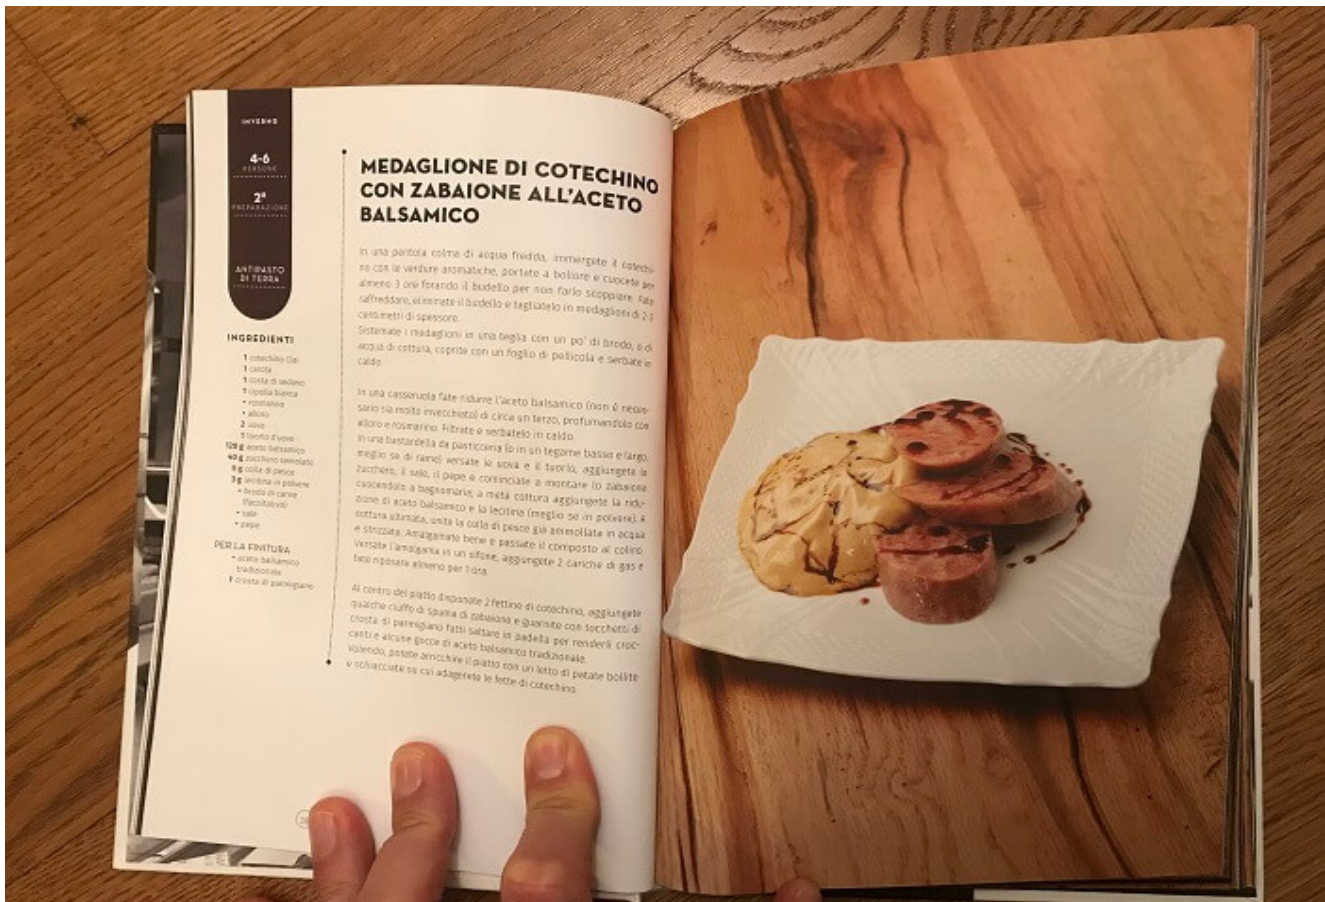 INVERNO
4-6
PERSONE
2ª
PREPARAZIONE
ANTIPASTO
DI TERRA
INGREDIENTI
1 cotechino Dal
1 carota
1 costa di sedano
1 cipolla bianca
• rosmarino
• alloro
2 uova
1 tuorlo d'uovo
120 g aceto balsamico
40 g zucchero semolato
8 g colla di pesce
3 g lecitina in polvere
• brodo di carne
(facoltativo)
• sale
• pepe
PER LA FINITURA
• aceto balsamico
tradizionale
1 crosta di parmigiano
MEDAGLIONE DI COTECHINO
CON ZABAIONE ALL'ACETO
BALSAMICO
In una pentola colma di acqua fredda, immergete il cotechi-
no con le verdure aromatiche, portate a bollore e cuocete per
almeno 3 ore forando il budello per non farlo scoppiare. Fate
raffreddare, eliminate il budello e tagliatelo in medaglioni di 2-3
centimetri di spessore.
Sistemate i medaglioni in una teglia con un po' di brodo, o di
acqua di cottura, coprite con un foglio di pellicola e serbate in
caldo.
In una casseruola fate ridurre l'aceto balsamico (non è neces-
sario sia molto invecchiato) di circa un terzo, profumandolo con
alloro e rosmarino. Filtrate e serbatelo in caldo.
In una bastardella da pasticceria (o in un tegame basso e largo,
meglio se di rame) versate le uova e il tuorlo, aggiungete lo
zucchero, il sale, il pepe e cominciate a montare lo zabaione
cuocendolo a bagnomaria; a metà cottura aggiungete la ridu-
zione di aceto balsamico e la lecitina (meglio se in polvere). A
cottura ultimata, unite la colla di pesce già ammollata in acqua
e strizzata. Amalgamate bene e passate il composto al colino.
Versate l'amalgama in un sifone, aggiungete 2 cariche di gas e
fate riposare almeno per 1 ora.
Al centro del piatto disponete 2 fettine di cotechino, aggiungete
qualche ciuffo di spuma di zabaione e guarnite con tocchetti di
crosta di parmigiano fatti saltare in padella per renderli croc-
canti e alcune gocce di aceto balsamico tradizionale.
Volendo, potete arricchire il piatto con un letto di patate bollite
e schiacciate su cui adagerete le fette di cotechino.